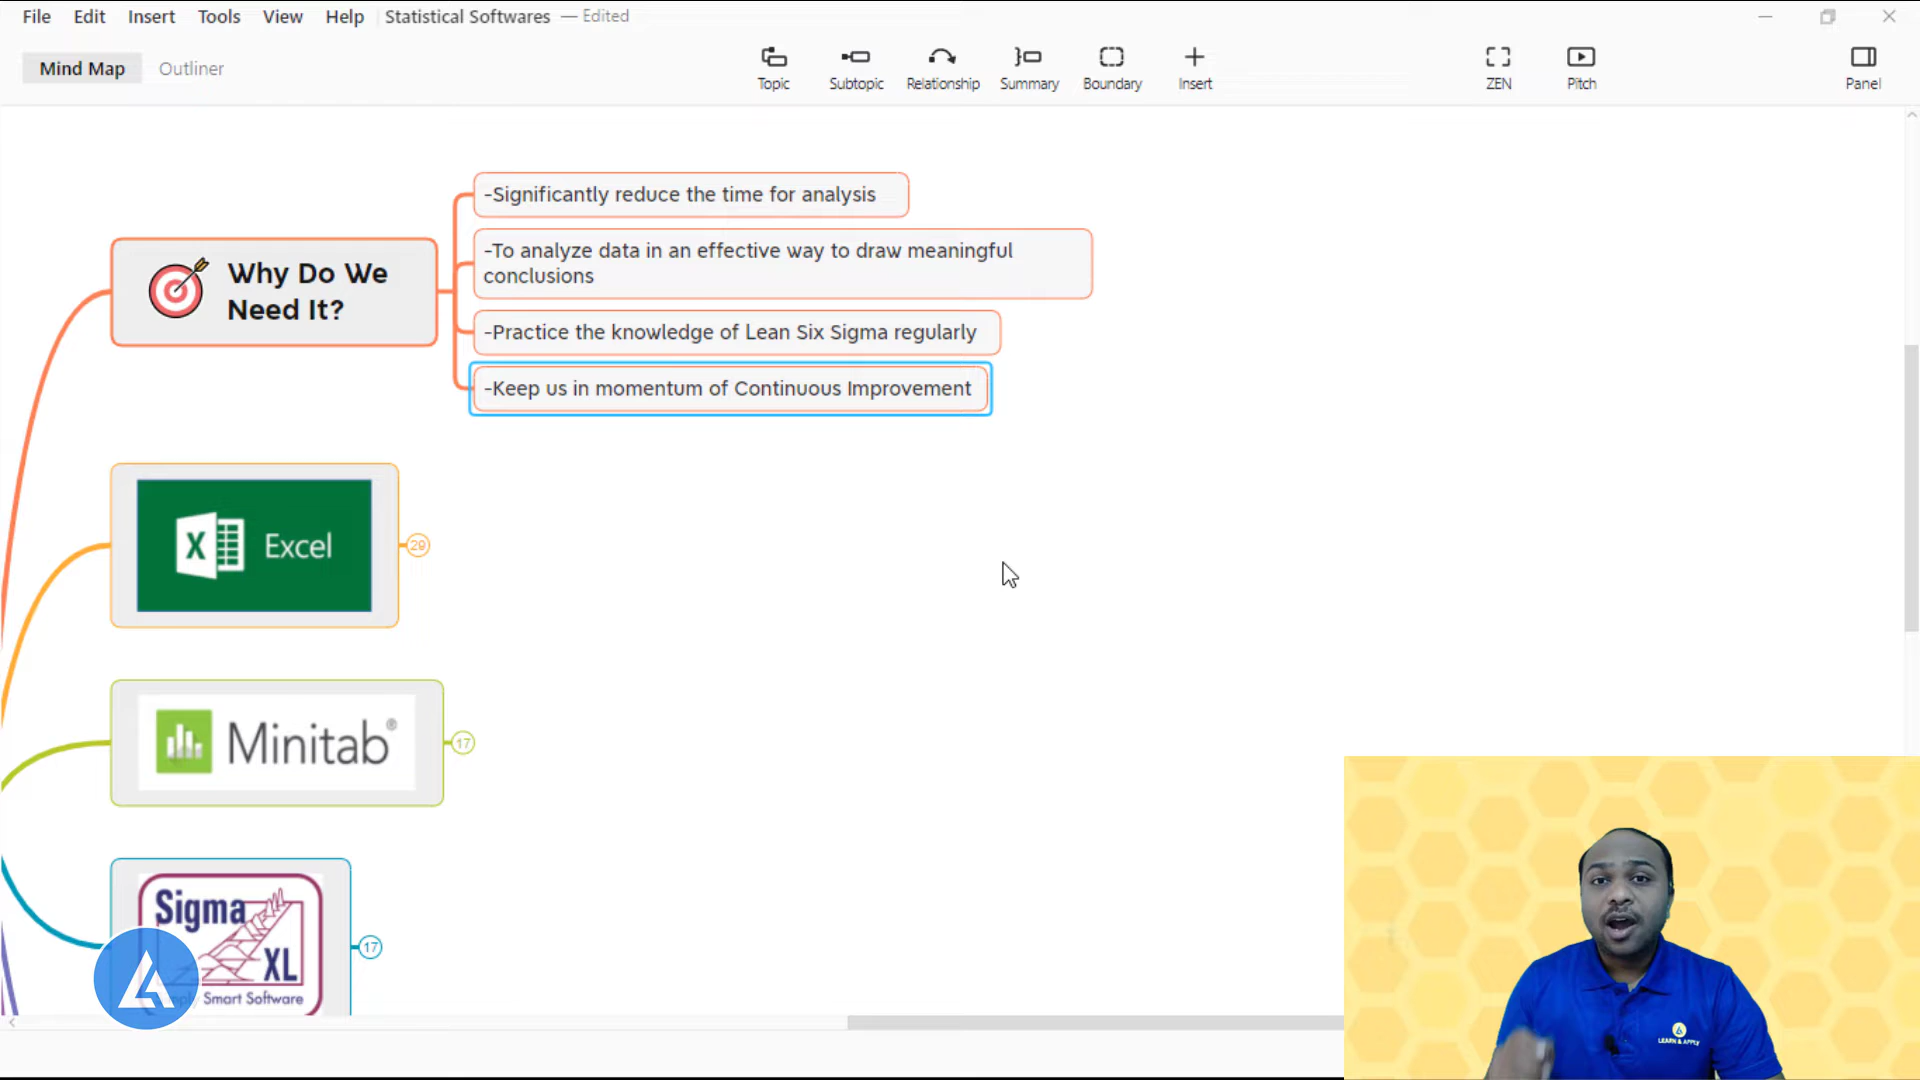 File Edit Insert Tools View Help Statistical Softwares — Edited
Mind Map Outliner
Topic Subtopic Relationship Summary Boundary Insert ZEN Pitch Panel
Why Do We
Need It?
-Significantly reduce the time for analysis
-To analyze data in an effective way to draw meaningful
conclusions
-Practice the knowledge of Lean Six Sigma regularly
-Keep us in momentum of Continuous Improvement
X Excel
20
Minitab®
17
Sigma
XL
Smart Software
17
LEARN & APPLY